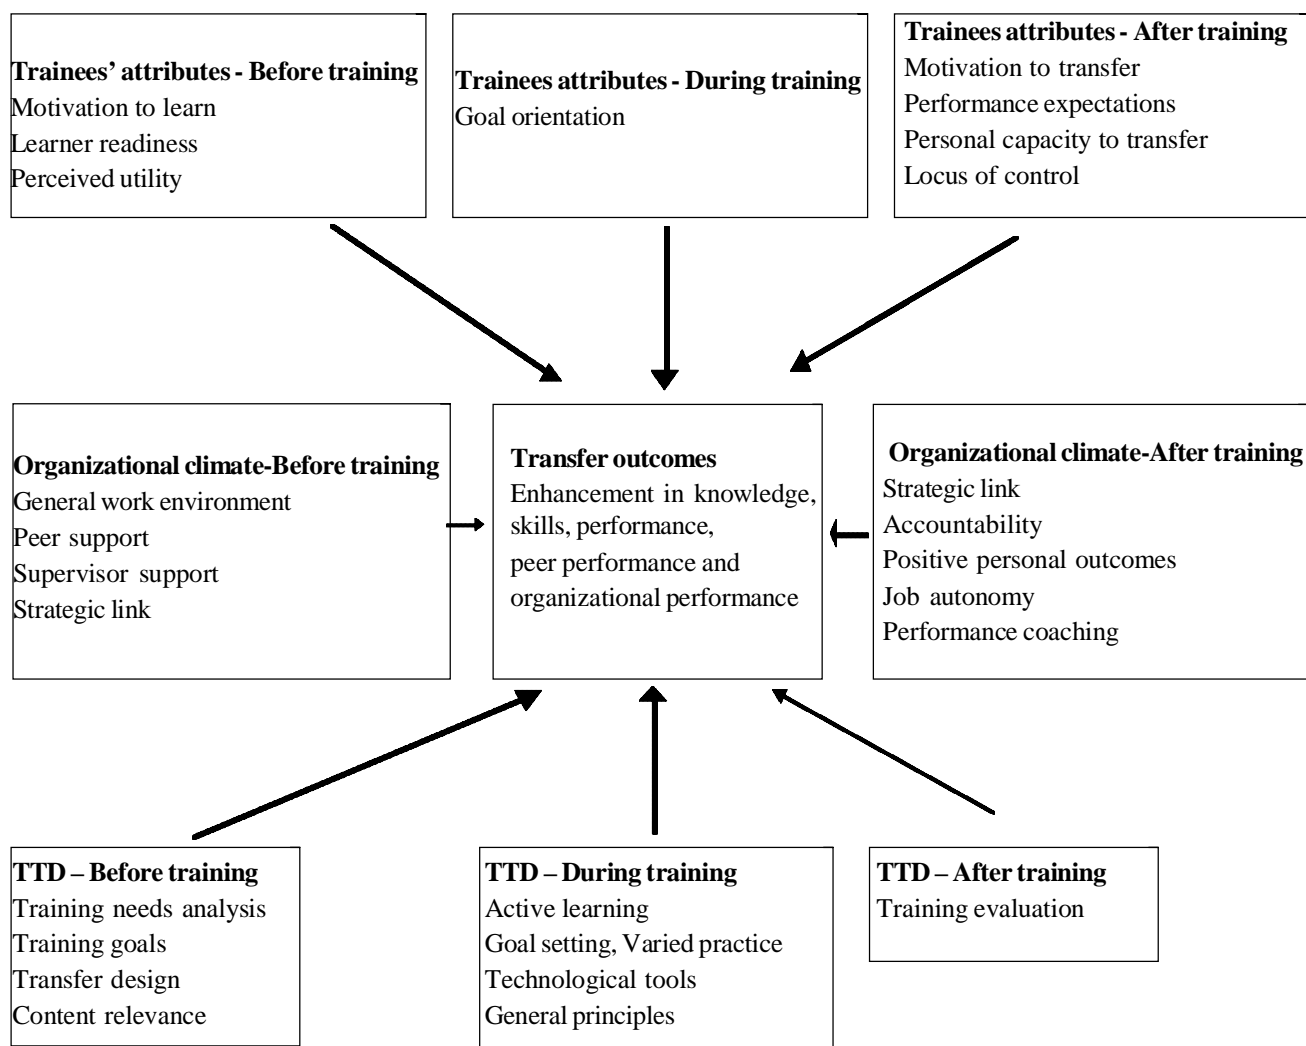 Trainees’ attributes - Before training
Motivation to learn
Learner readiness
Perceived utility
Trainees attributes - During training
Goal orientation
Trainees attributes - After training
Motivation to transfer
Performance expectations
Personal capacity to transfer
Locus of control
Organizational climate-Before training
General work environment
Peer support
Supervisor support
Strategic link
Transfer outcomes
Enhancement in knowledge,
skills, performance,
peer performance and
organizational performance
Organizational climate-After training
Strategic link
Accountability
Positive personal outcomes
Job autonomy
Performance coaching
TTD – Before training
Training needs analysis
Training goals
Transfer design
Content relevance
TTD – During training
Active learning
Goal setting, Varied practice
Technological tools
General principles
TTD – After training
Training evaluation